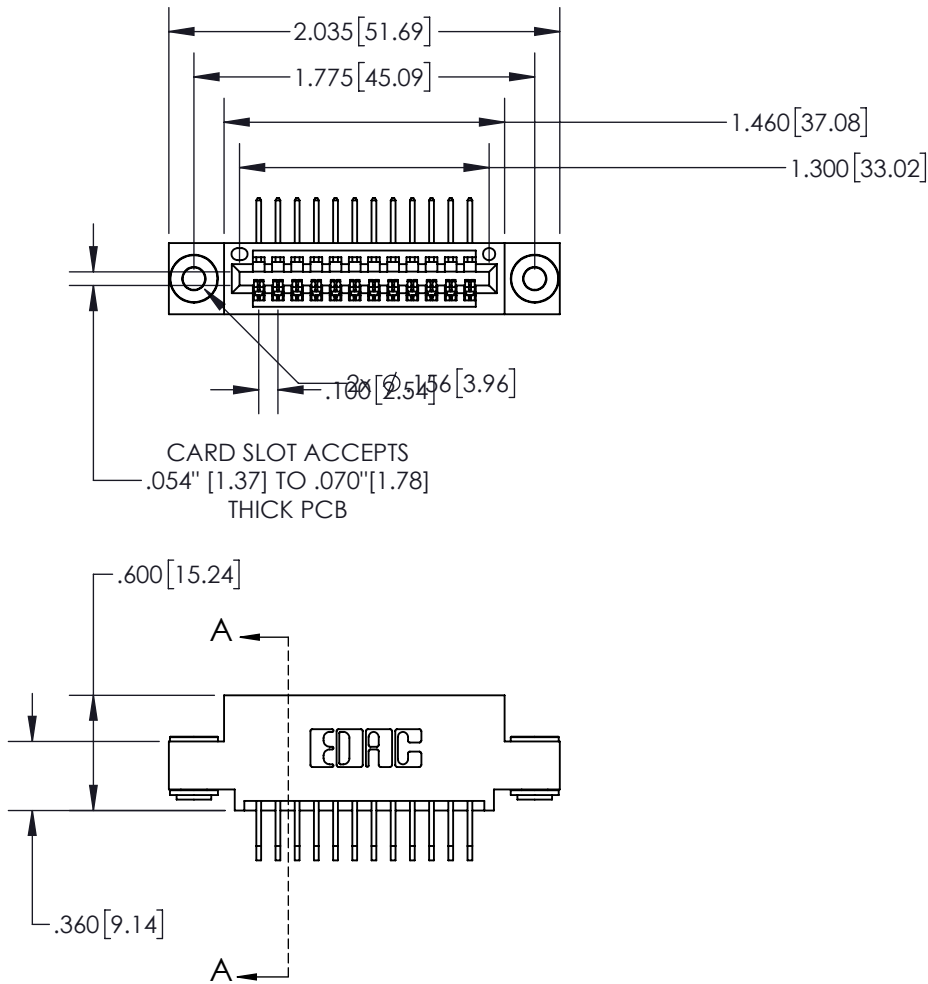 2.035[51.69]
1.775[45.09]
1.460[37.08]
1.300[33.02]
2x Ø .156[3.96]
.100[2.54]
CARD SLOT ACCEPTS
.054" [1.37] TO .070"[1.78]
THICK PCB
.600[15.24]
A
EDAC
.360[9.14]
A